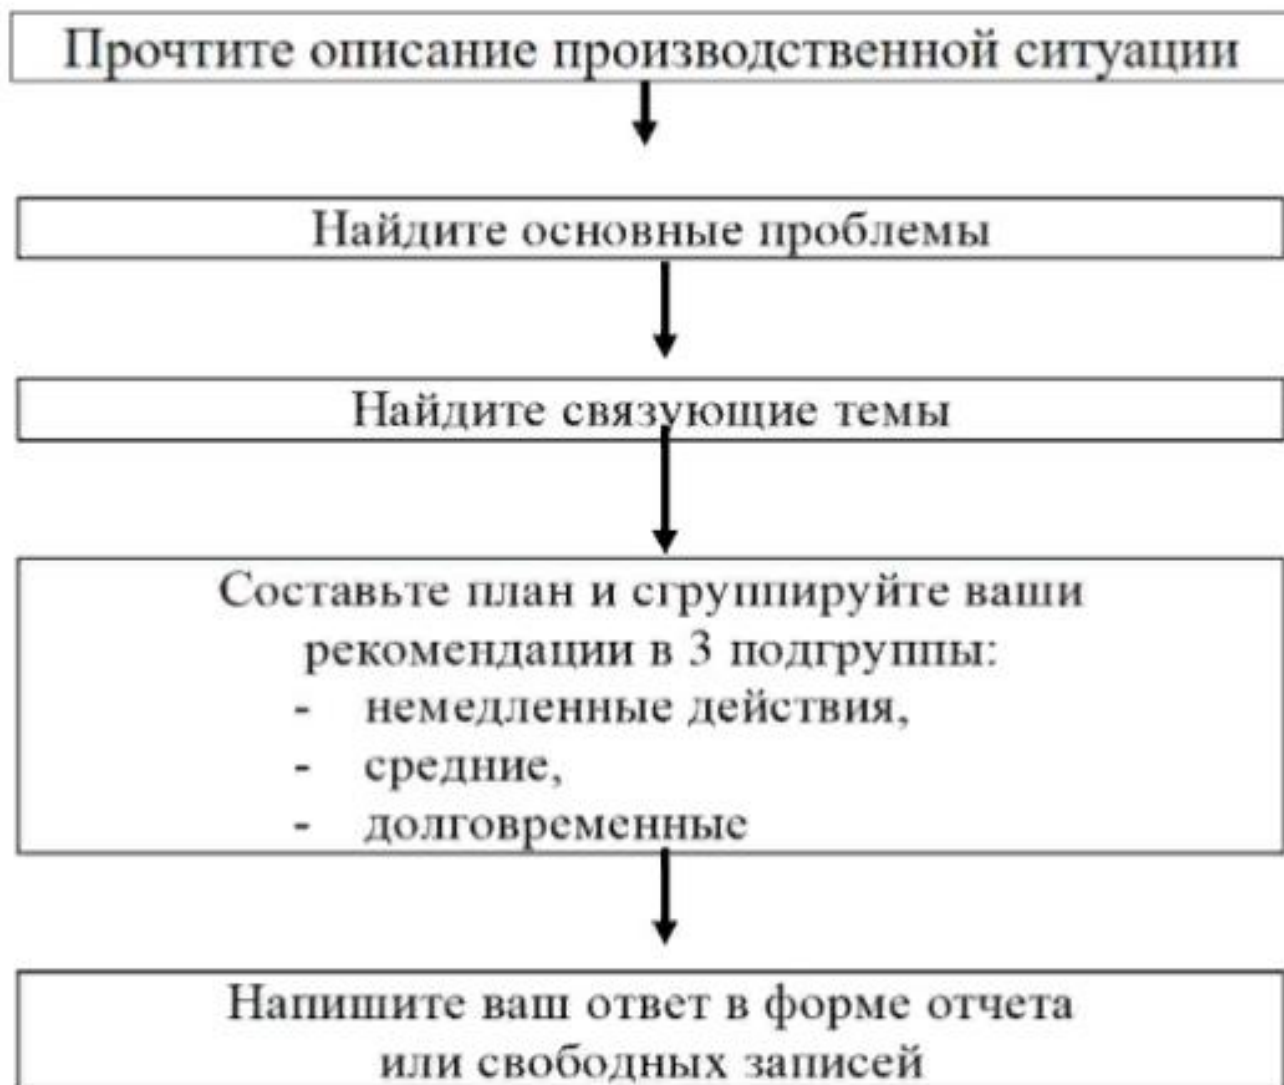 Прочтите описание производственной ситуации
Найдите основные проблемы
Найдите связующие темы
Составьте план и сгруппируйте ваши
рекомендации в 3 подгруппы:
- немедленные действия,
- средние,
- долговременные
Напишите ваш ответ в форме отчета
или свободных записей